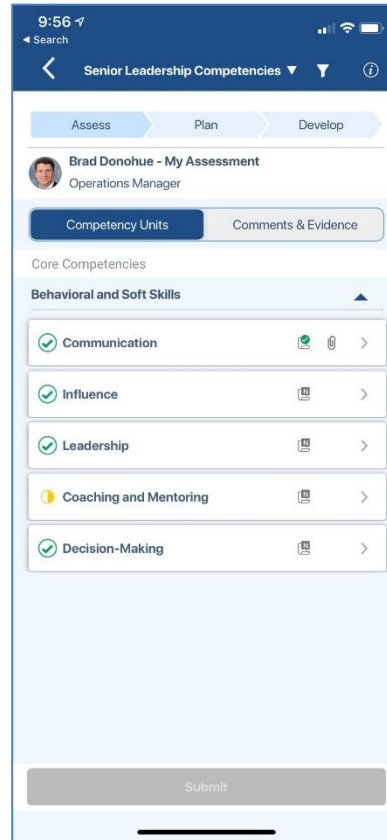 9:56
◀ Search
Senior Leadership Competencies ▼
Assess Plan Develop
Brad Donohue - My Assessment
Operations Manager
Competency Units Comments & Evidence
Core Competencies
Behavioral and Soft Skills
Communication
Influence
Leadership
Coaching and Mentoring
Decision-Making
Submit